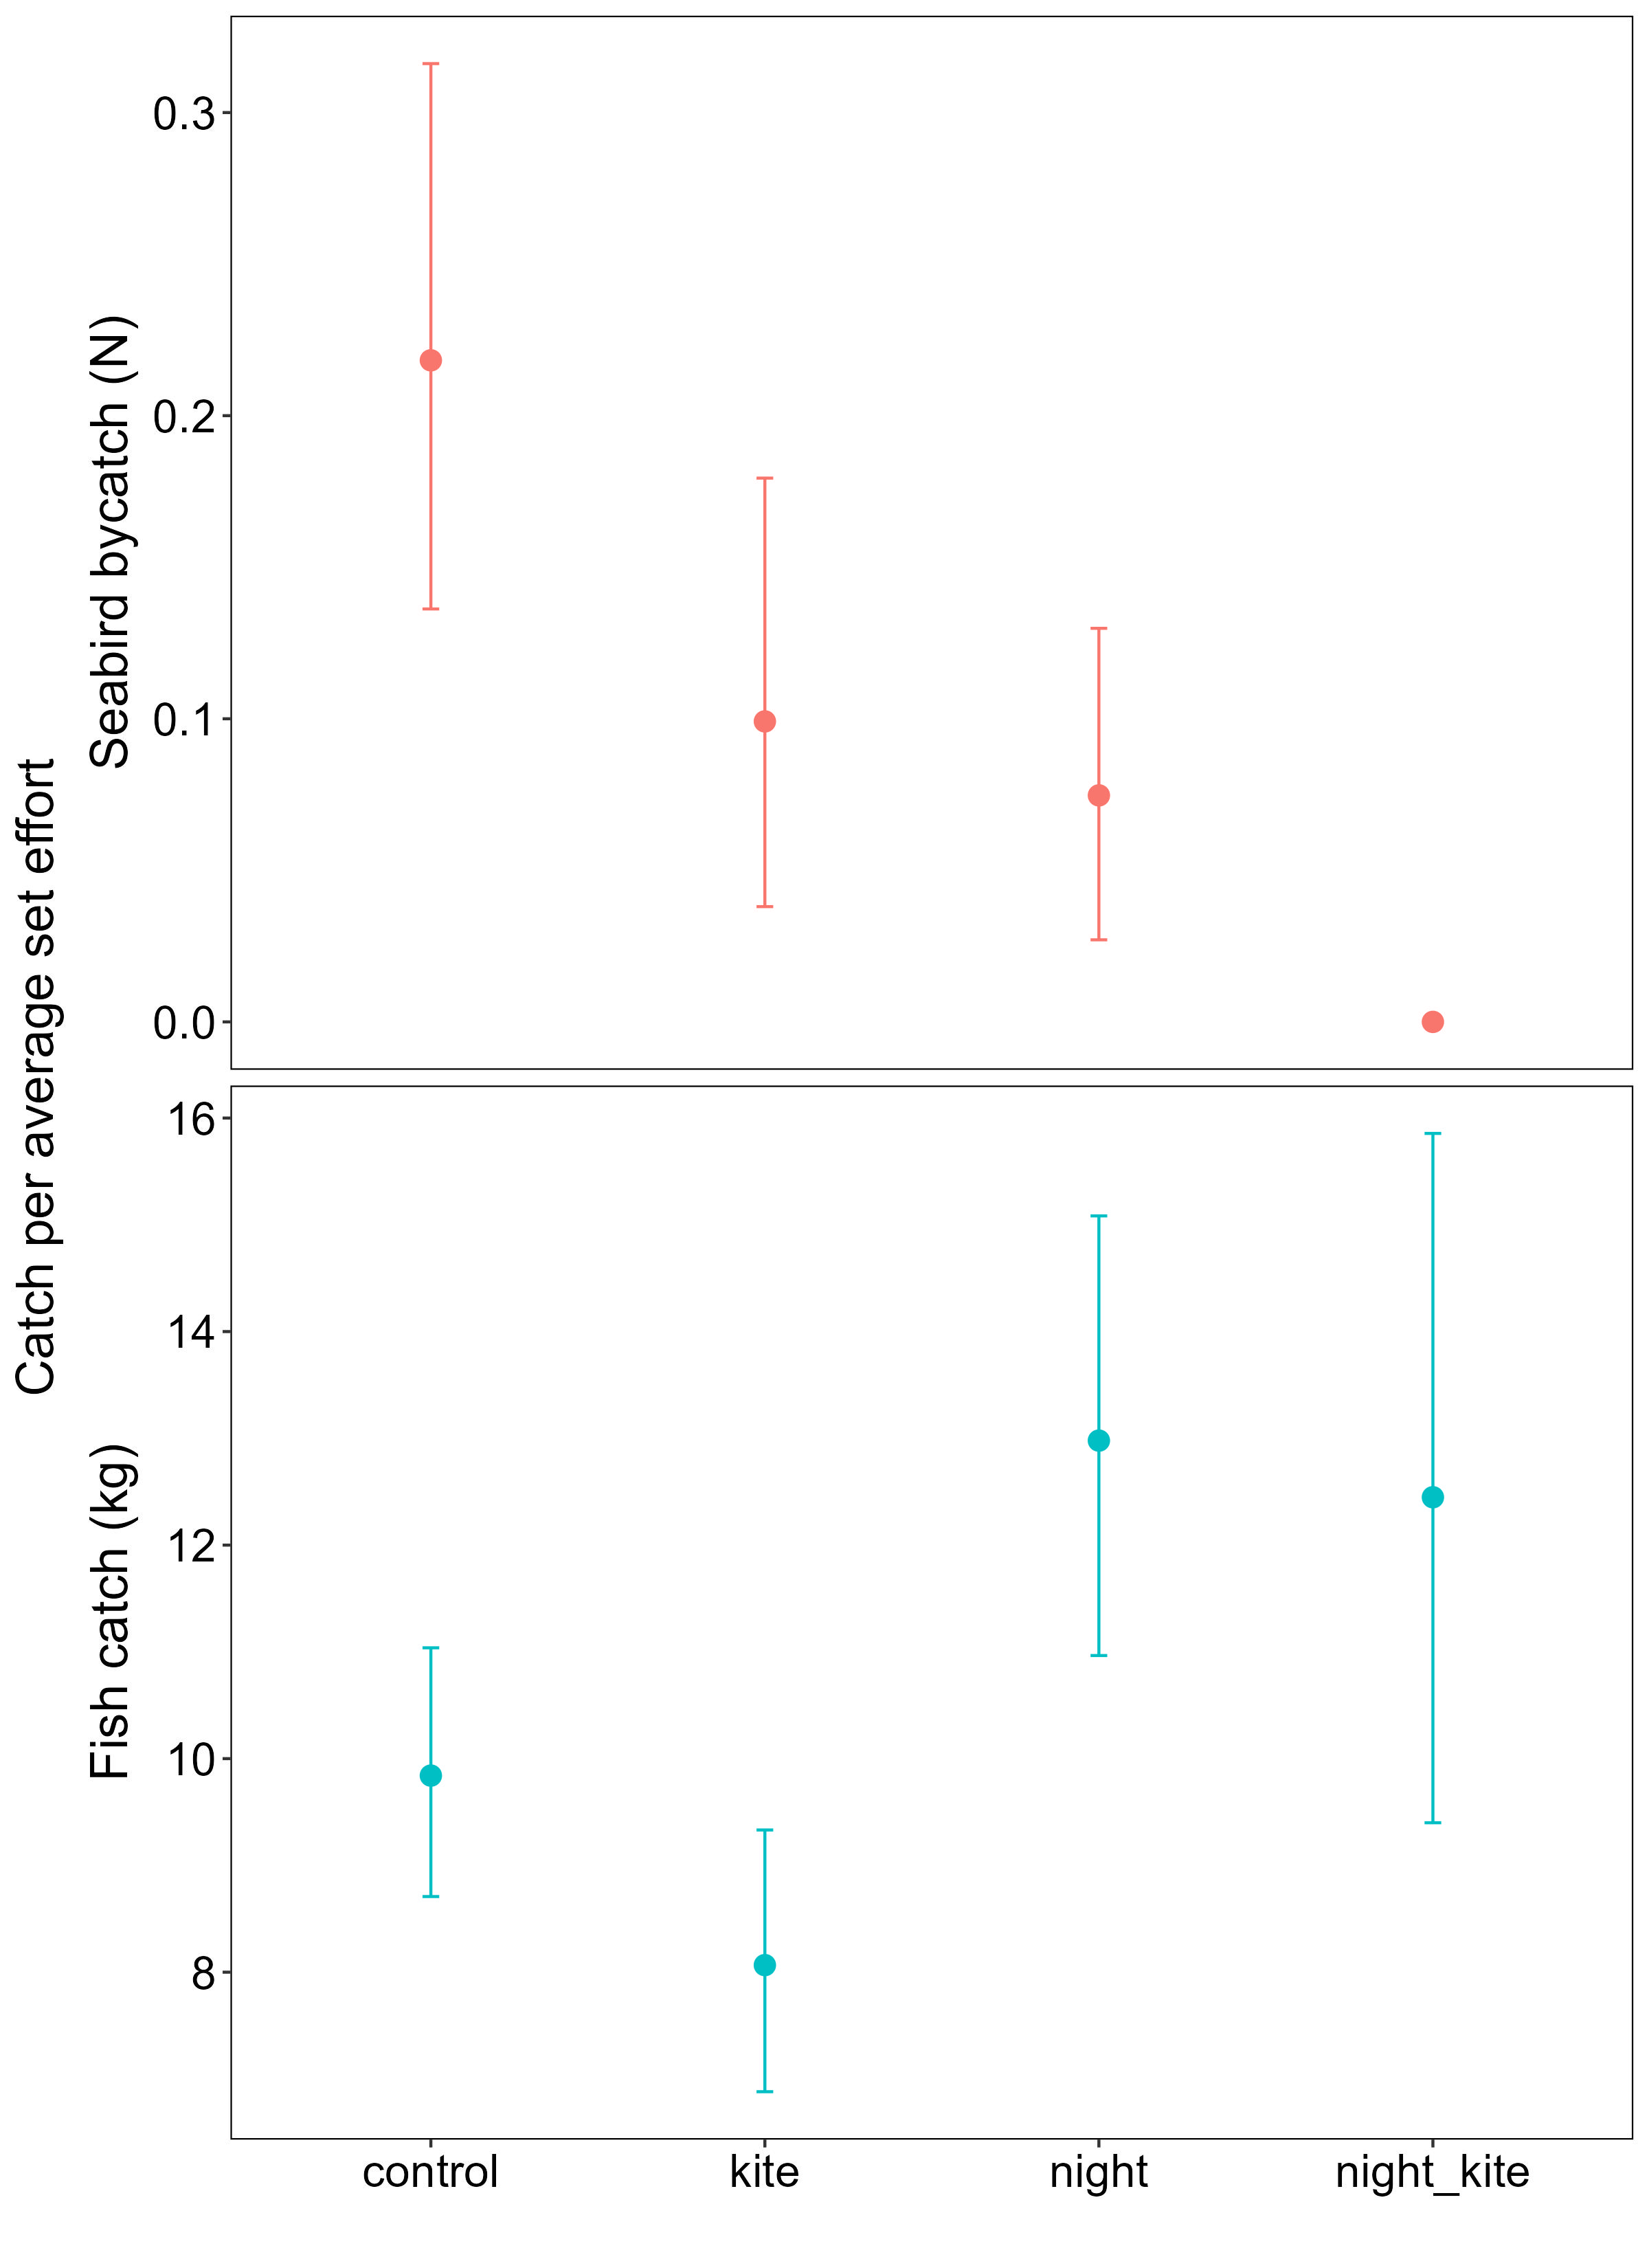 Catch per average set effort
Seabird bycatch (N)
0.3
0.2
0.1
0.0
Fish catch (kg)
16
14
12
10
8
control kite night night_kite